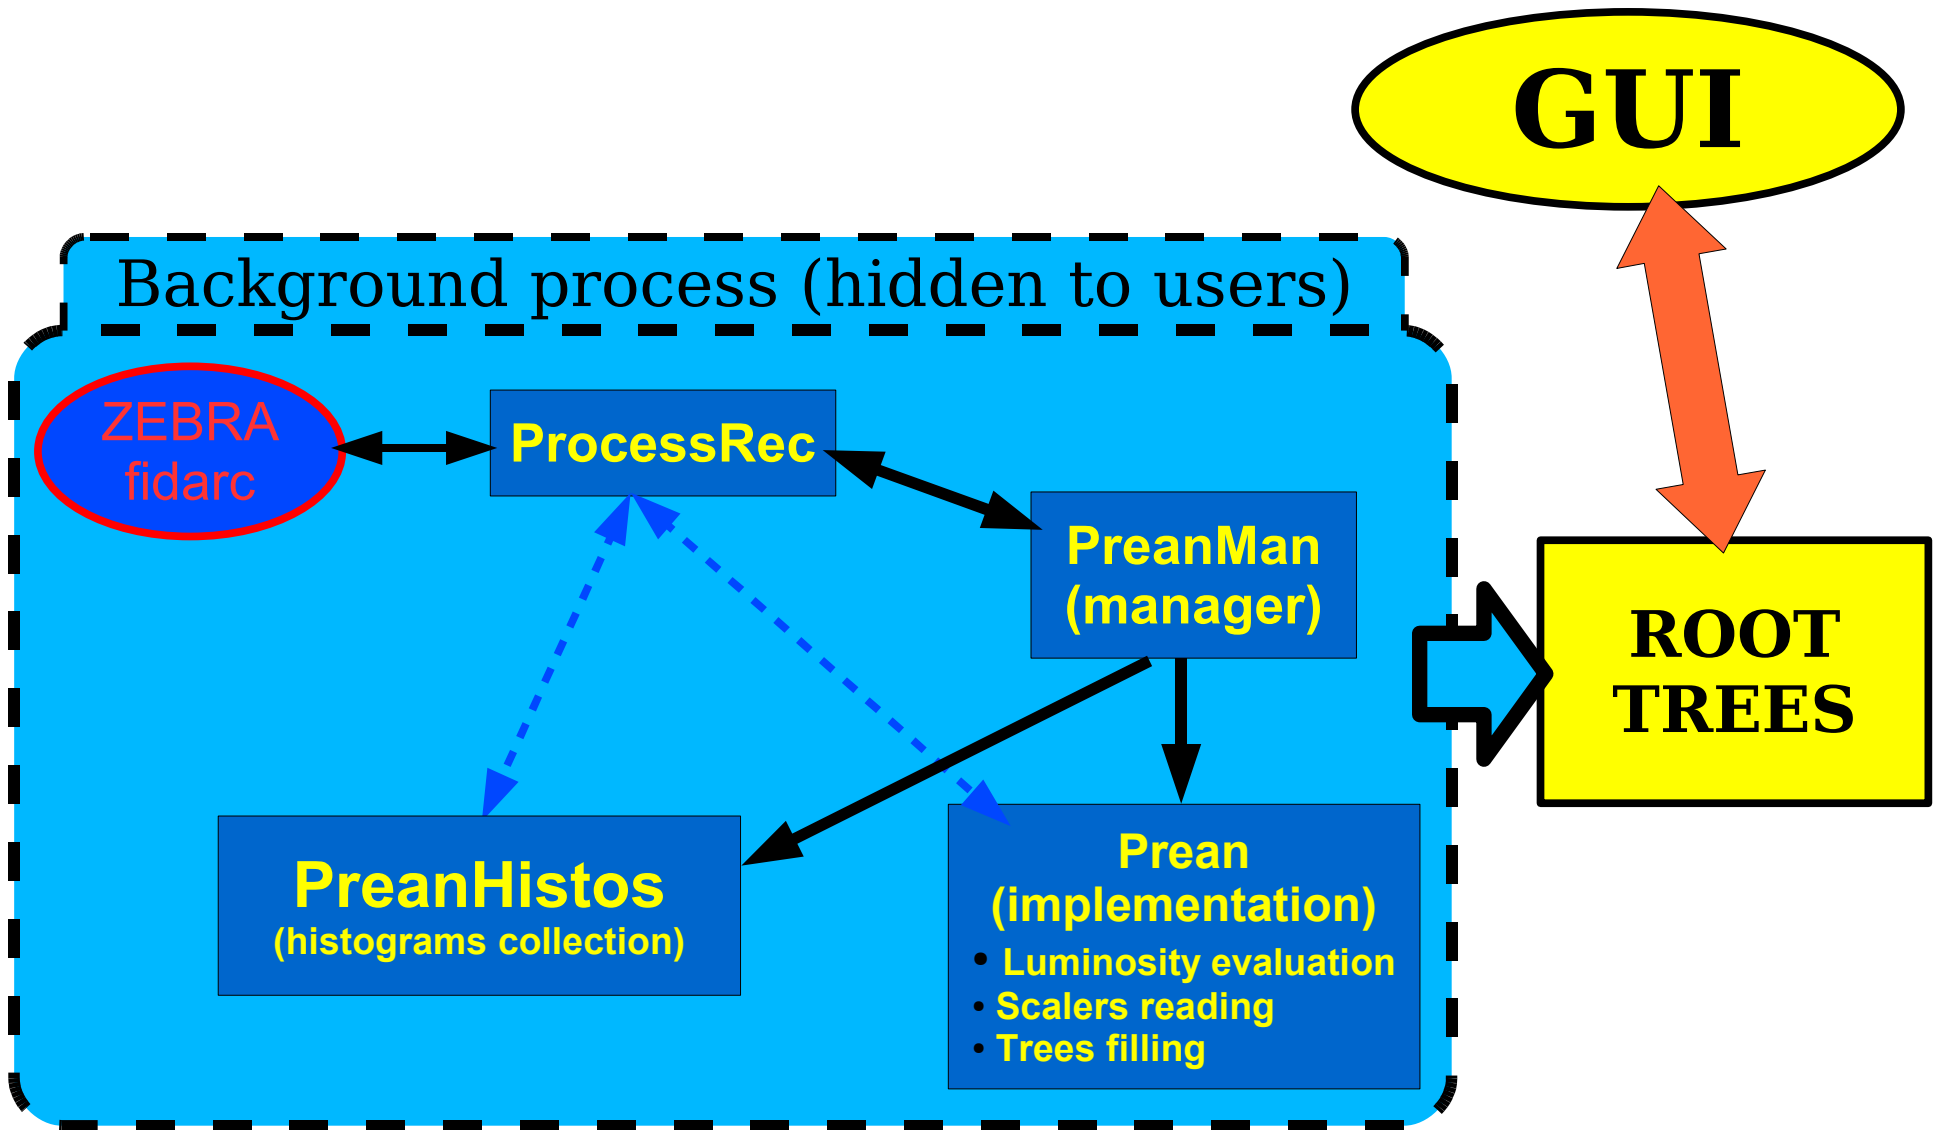 GUI
Background process (hidden to users)
ZEBRA
fidarc
ProcessRec
PreanMan
(manager)
ROOT
TREES
PreanHistos
(histograms collection)
Prean
(implementation)
• Luminosity evaluation
• Scalers reading
• Trees filling